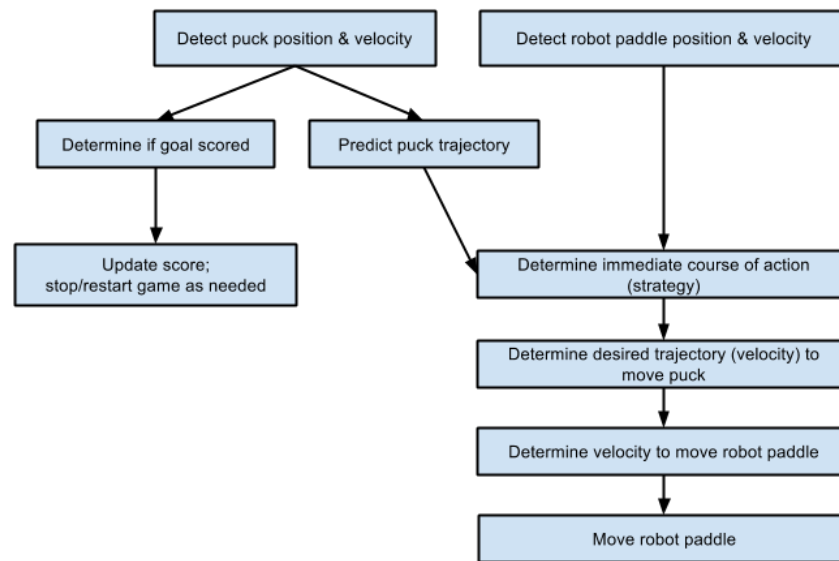 Detect puck position & velocity
Detect robot paddle position & velocity
Determine if goal scored
Predict puck trajectory
Update score;
stop/restart game as needed
Determine immediate course of action
(strategy)
Determine desired trajectory (velocity) to
move puck
Determine velocity to move robot paddle
Move robot paddle